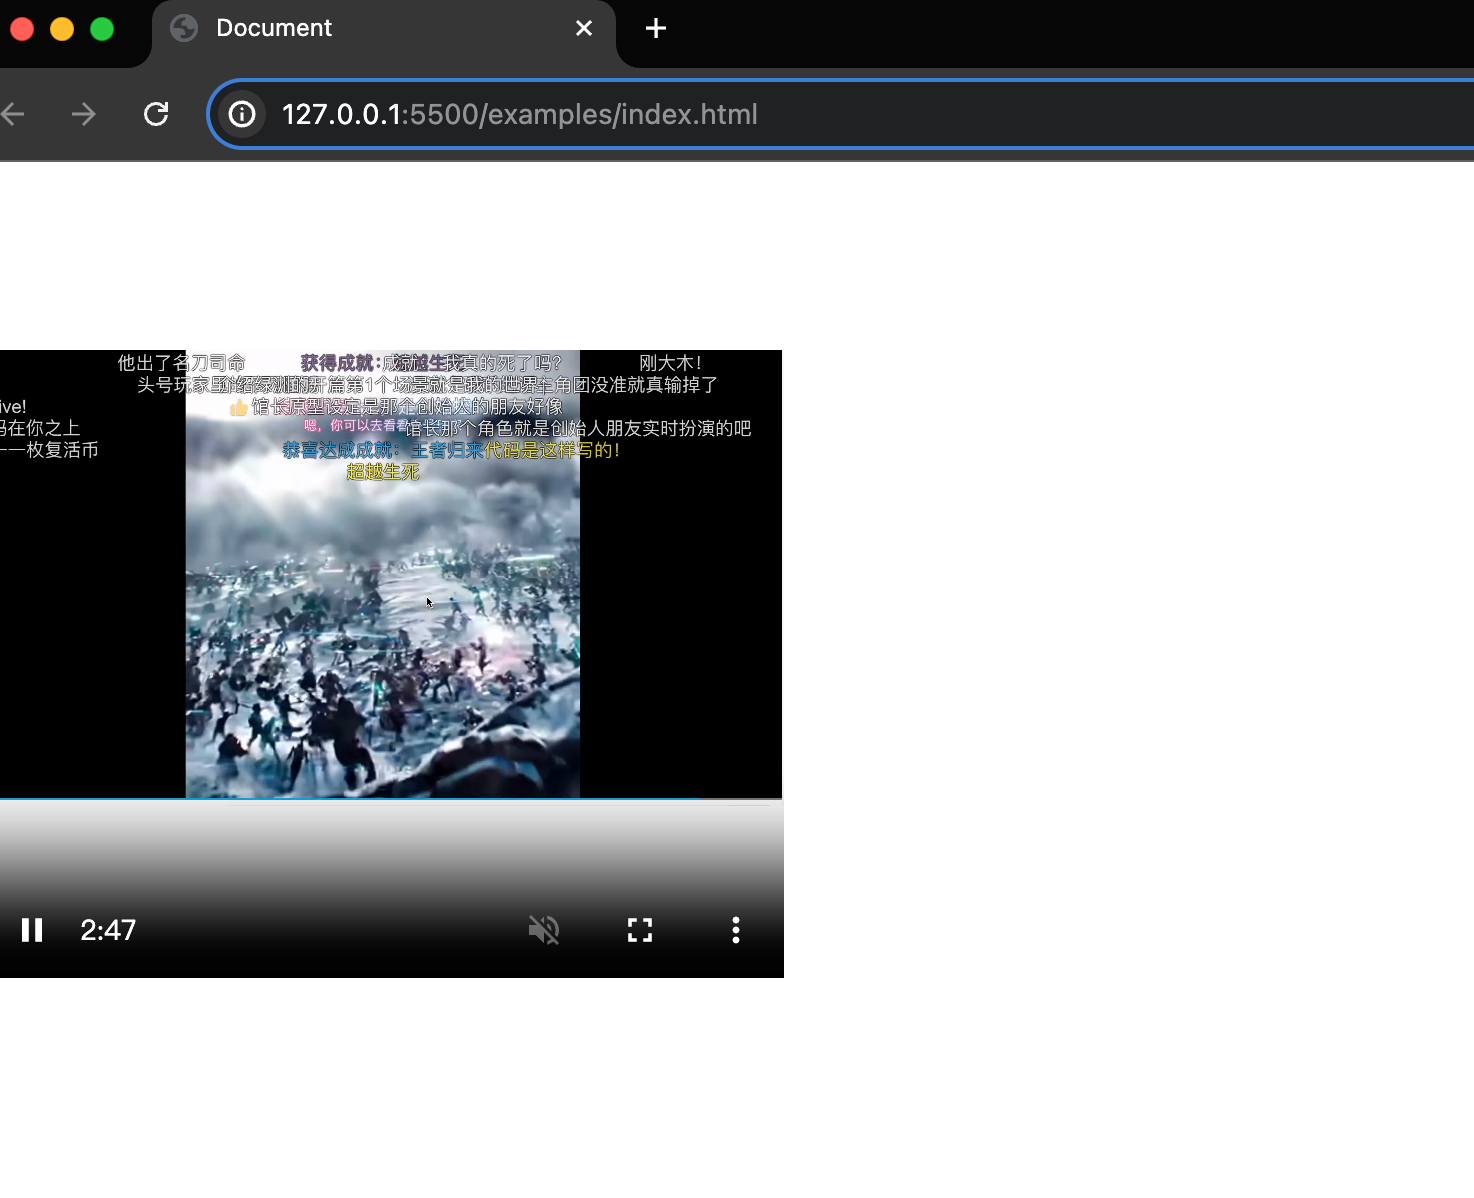 Document
127.0.0.1:5500/examples/index.html
他出了名刀司命
获得成就：
我真的死了吗？
刚大木！
头号玩家
开篇第1个场景就是我的世界
主角团没准就真输掉了
ive!
👍馆长原型设定是那个创始人的朋友好像
码在你之上
嗯，你可以去看看
馆长那个角色就是创始人朋友实时扮演的吧
一枚复活币
恭喜达成成就：王者归来
代码是这样写的！
超越生死
2:47